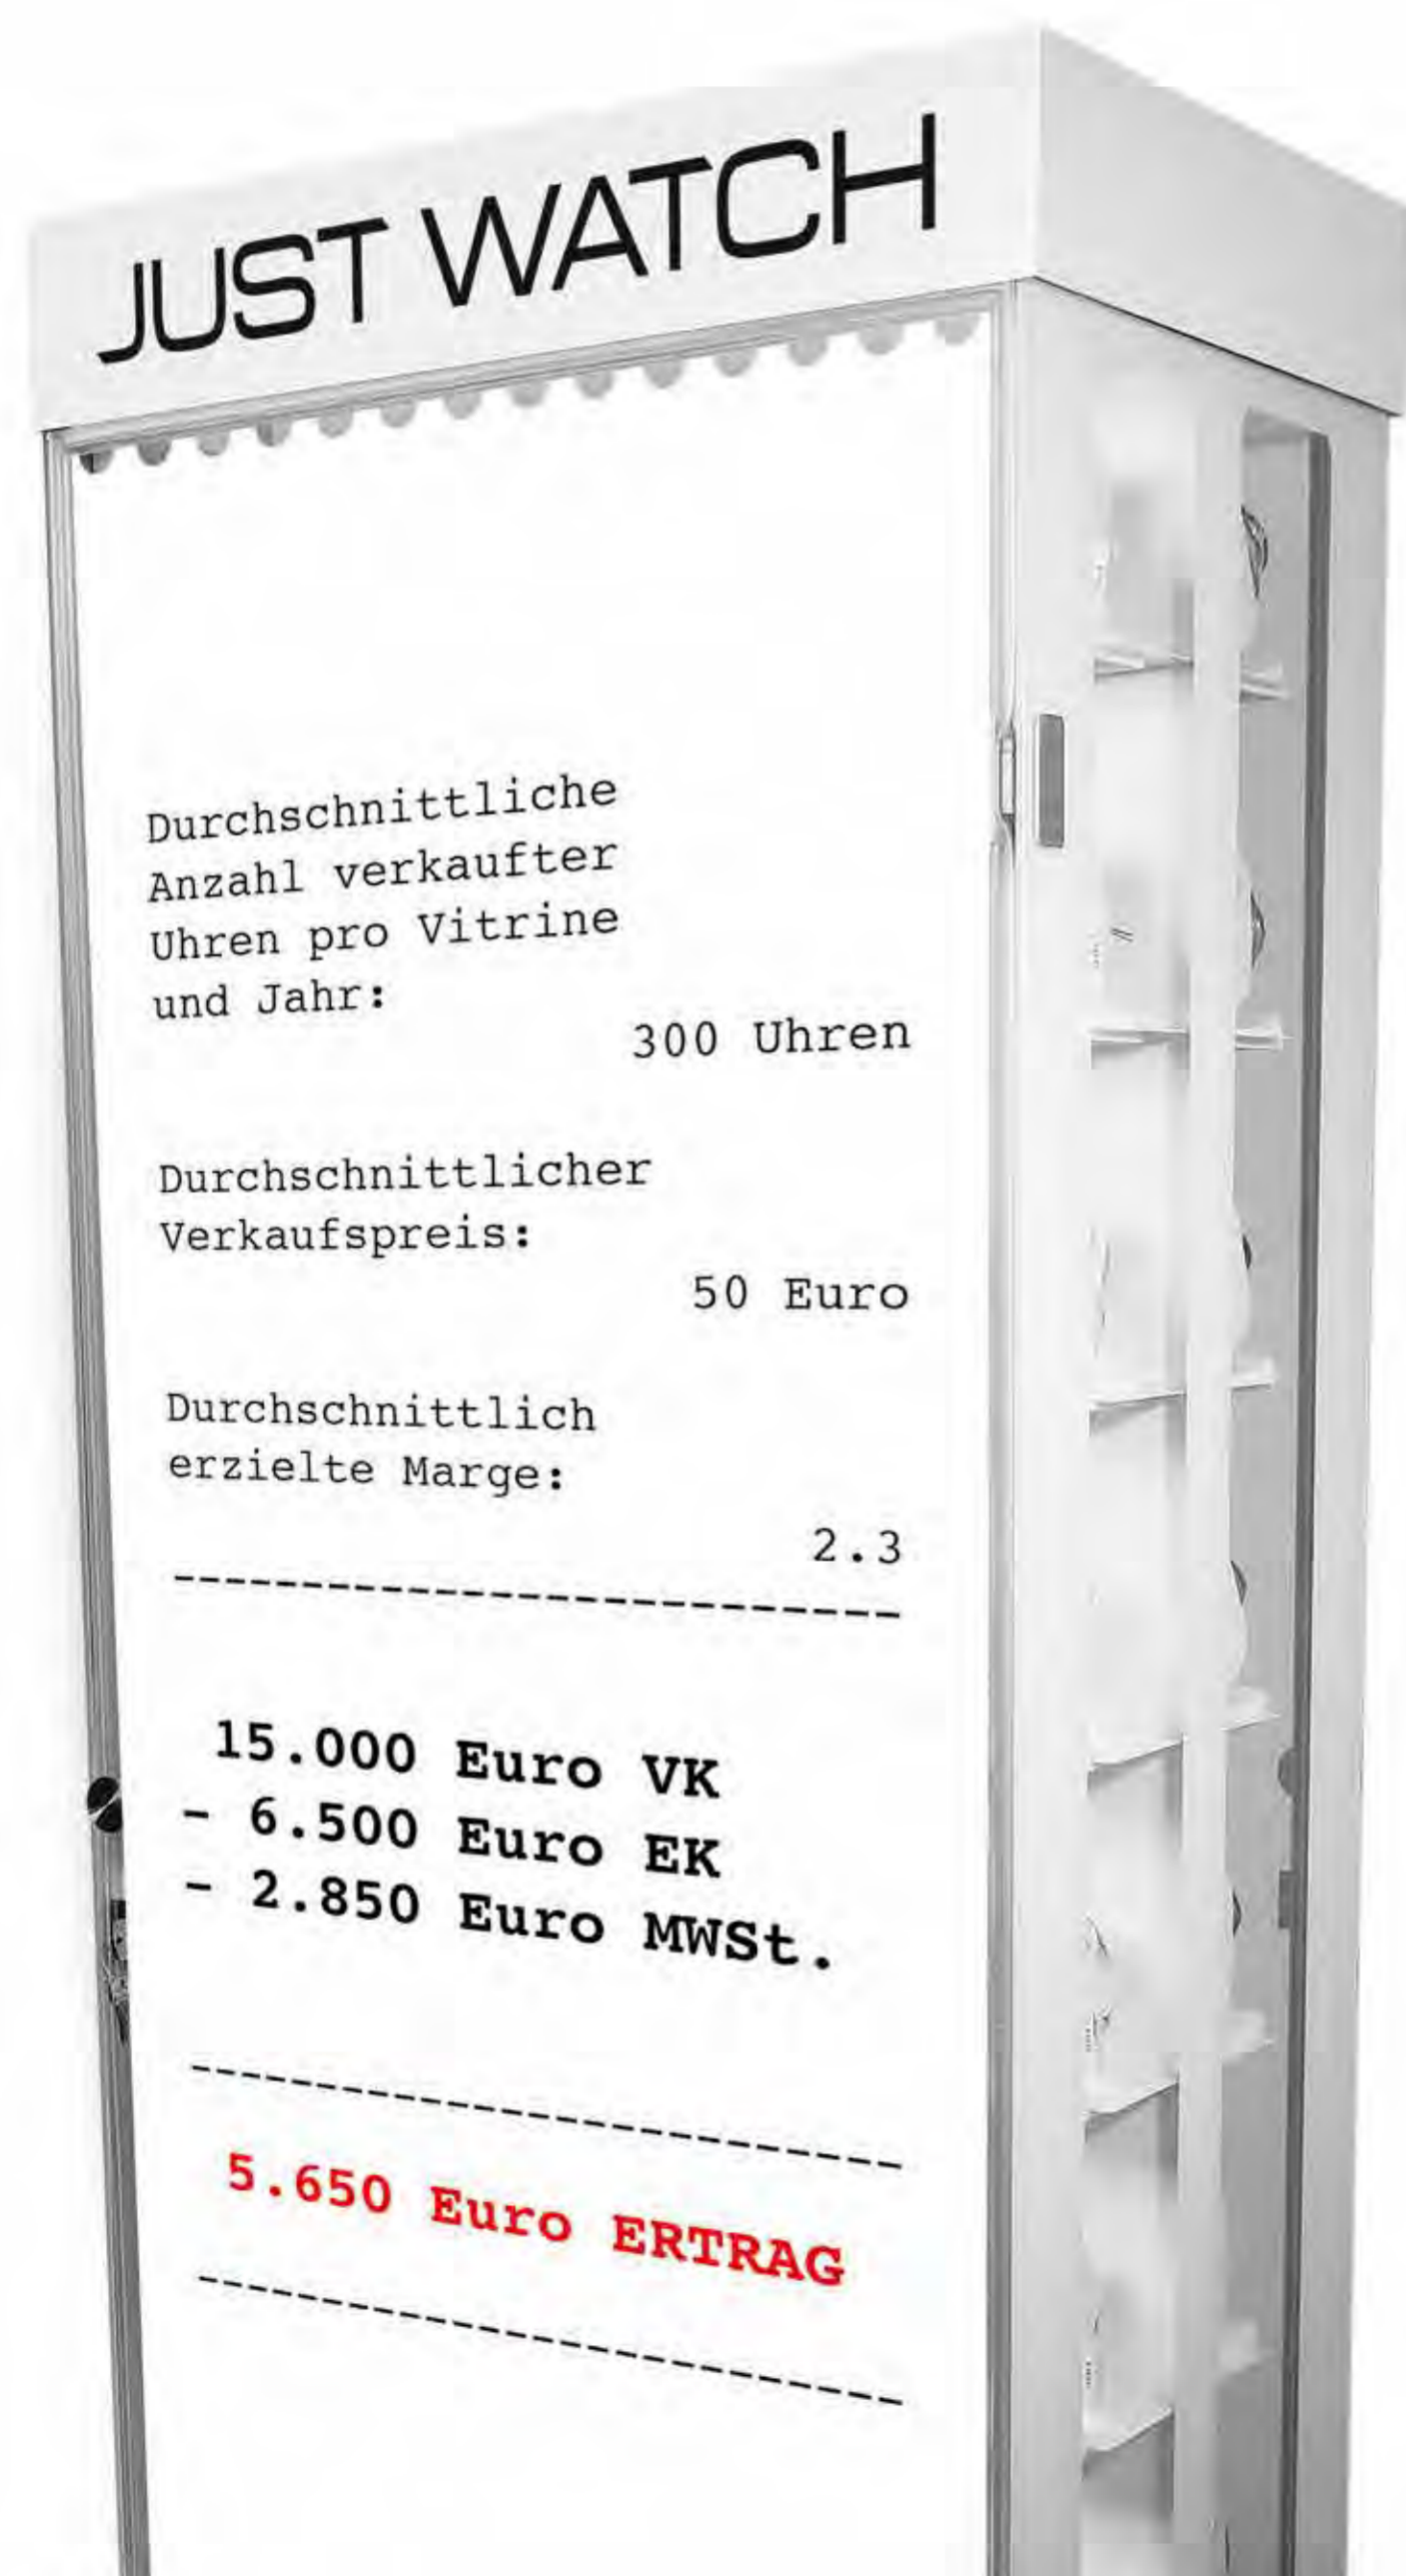 JUST WATCH
Durchschnittliche
Anzahl verkaufter
Uhren pro Vitrine
und Jahr:
300 Uhren
Durchschnittlicher
Verkaufspreis:
50 Euro
Durchschnittlich
erzielte Marge:
2.3
--------------------------
15.000 Euro VK
- 6.500 Euro EK
- 2.850 Euro MWSt.
--------------------------
5.650 Euro ERTRAG
--------------------------